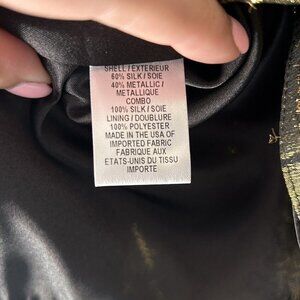 SHELL / EXTERIEUR
60% SILK / SOIE
40% METALLIC /
METALLIQUE
COMBO
100% SILK / SOIE
LINING / DOUBLURE
100% POLYESTER
MADE IN THE USA OF
IMPORTED FABRIC
FABRIQUE AUX
ETATS-UNIS DU TISSU
IMPORTE